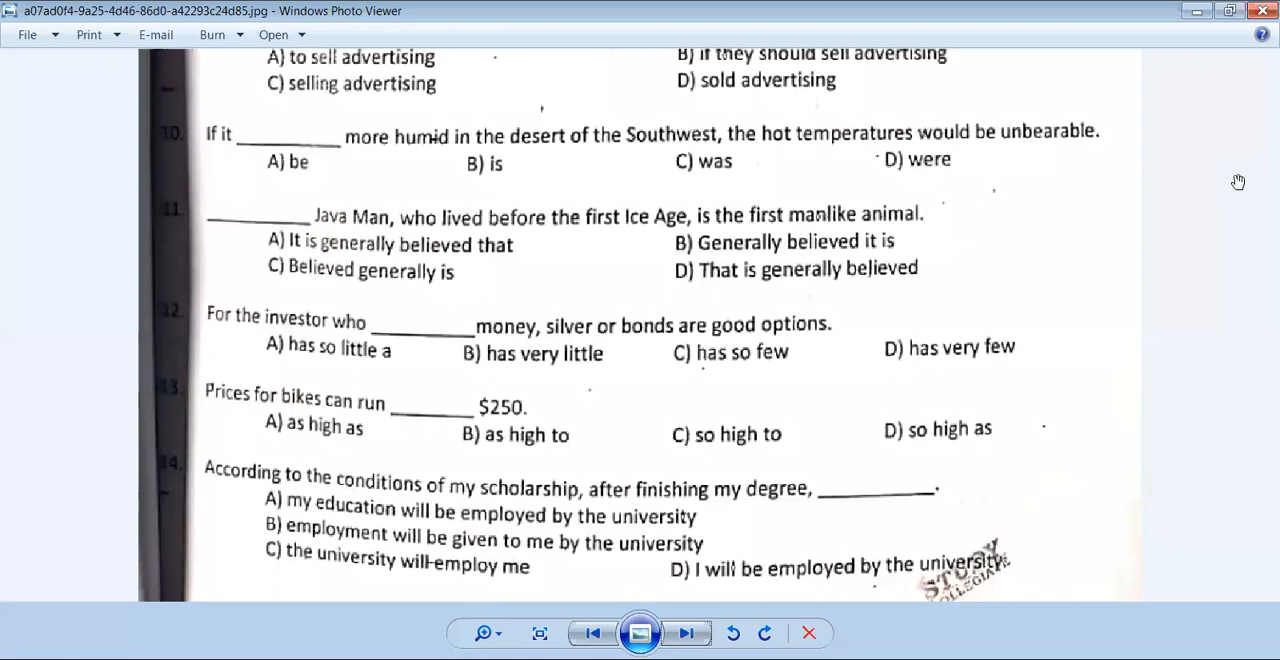 a07ad0f4-9a25-4d46-86d0-a42293c24d85.jpg - Windows Photo Viewer
File Print E-mail Burn Open
A) to sell advertising B) if they should sell advertising
C) selling advertising D) sold advertising
10. If it __________ more humid in the desert of the Southwest, the hot temperatures would be unbearable.
A) be B) is C) was D) were
11. __________ Java Man, who lived before the first Ice Age, is the first manlike animal.
A) It is generally believed that B) Generally believed it is
C) Believed generally is D) That is generally believed
12. For the investor who __________ money, silver or bonds are good options.
A) has so little a B) has very little C) has so few D) has very few
13. Prices for bikes can run ________ $250.
A) as high as B) as high to C) so high to D) so high as
14. According to the conditions of my scholarship, after finishing my degree, ___________.
A) my education will be employed by the university
B) employment will be given to me by the university
C) the university will employ me D) I will be employed by the university.
STUDY
COLLEGIATE